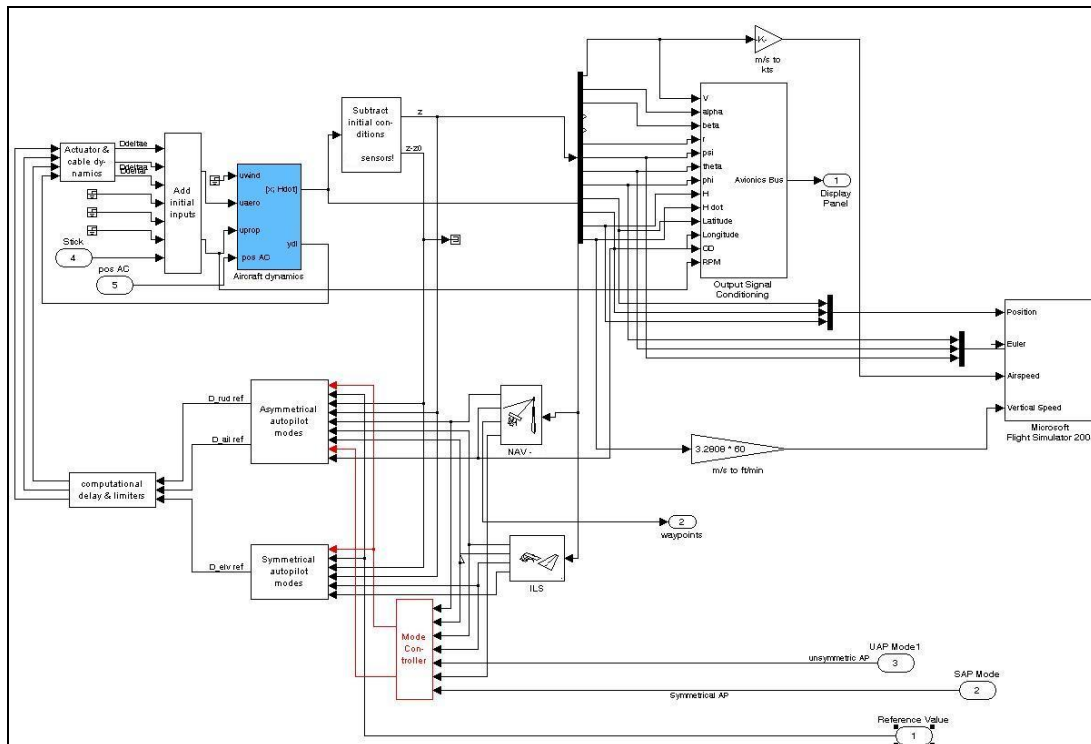 -K-
m/s to
kts
Subtract
initial con-
ditions
sensors!
z
z-z0
V
alpha
beta
r
psi
theta
phi
H
H dot
Latitude
Longitude
OD
RPM
Avionics Bus
Output Signal
Conditioning
1
Display
Panel
Actuator &
cable dy-
namics
Ddeltae
Ddeltaa
Ddeltar
Add
initial
inputs
Stick
4
pos AC
5
uwind
uaero
uprop
pos AC
[x; Hdot]
ydl
Aircraft dynamics
Position
Euler
Airspeed
Vertical Speed
Microsoft
Flight Simulator 200
3.2808 * 60
m/s to ft/min
D_rud ref
D_ail ref
Asymmetrical
autopilot
modes
NAV -
computational
delay & limiters
2
waypoints
D_elv ref
Symmetrical
autopilot
modes
ILS
Mode
Con-
troller
UAP Mode1
unsymmetric AP
3
SAP Mode
Symmetrical AP
2
Reference Value
1